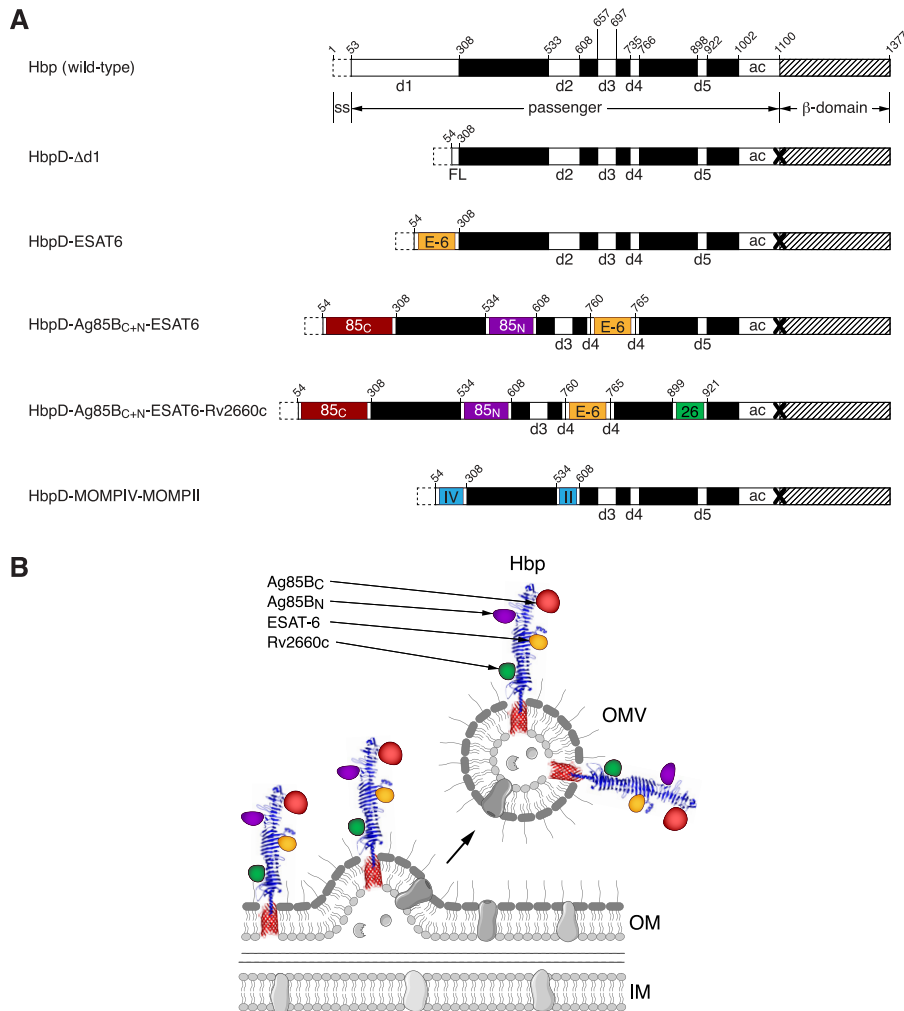 A
657 697
1 53 308 533 608 735 766 898 922 1002 1100 1377
Hbp (wild-type)
ac
d1 d2 d3 d4 d5
ss passenger β-domain
54 308
HbpD-Δd1
ac X
FL d2 d3 d4 d5
54 308
HbpD-ESAT6
E-6 ac X
d2 d3 d4 d5
54 308 534 608 760 765
HbpD-Ag85BC+N-ESAT6
85C 85N E-6 ac X
d3 d4 d4 d5
54 308 534 608 760 765 899 921
HbpD-Ag85BC+N-ESAT6-Rv2660c
85C 85N E-6 26 ac X
d3 d4 d4
54 308 534 608
HbpD-MOMPIV-MOMPII
IV II ac X
d3 d4 d5
B
Hbp
Ag85BC
Ag85BN
ESAT-6
Rv2660c
OMV
OM
IM